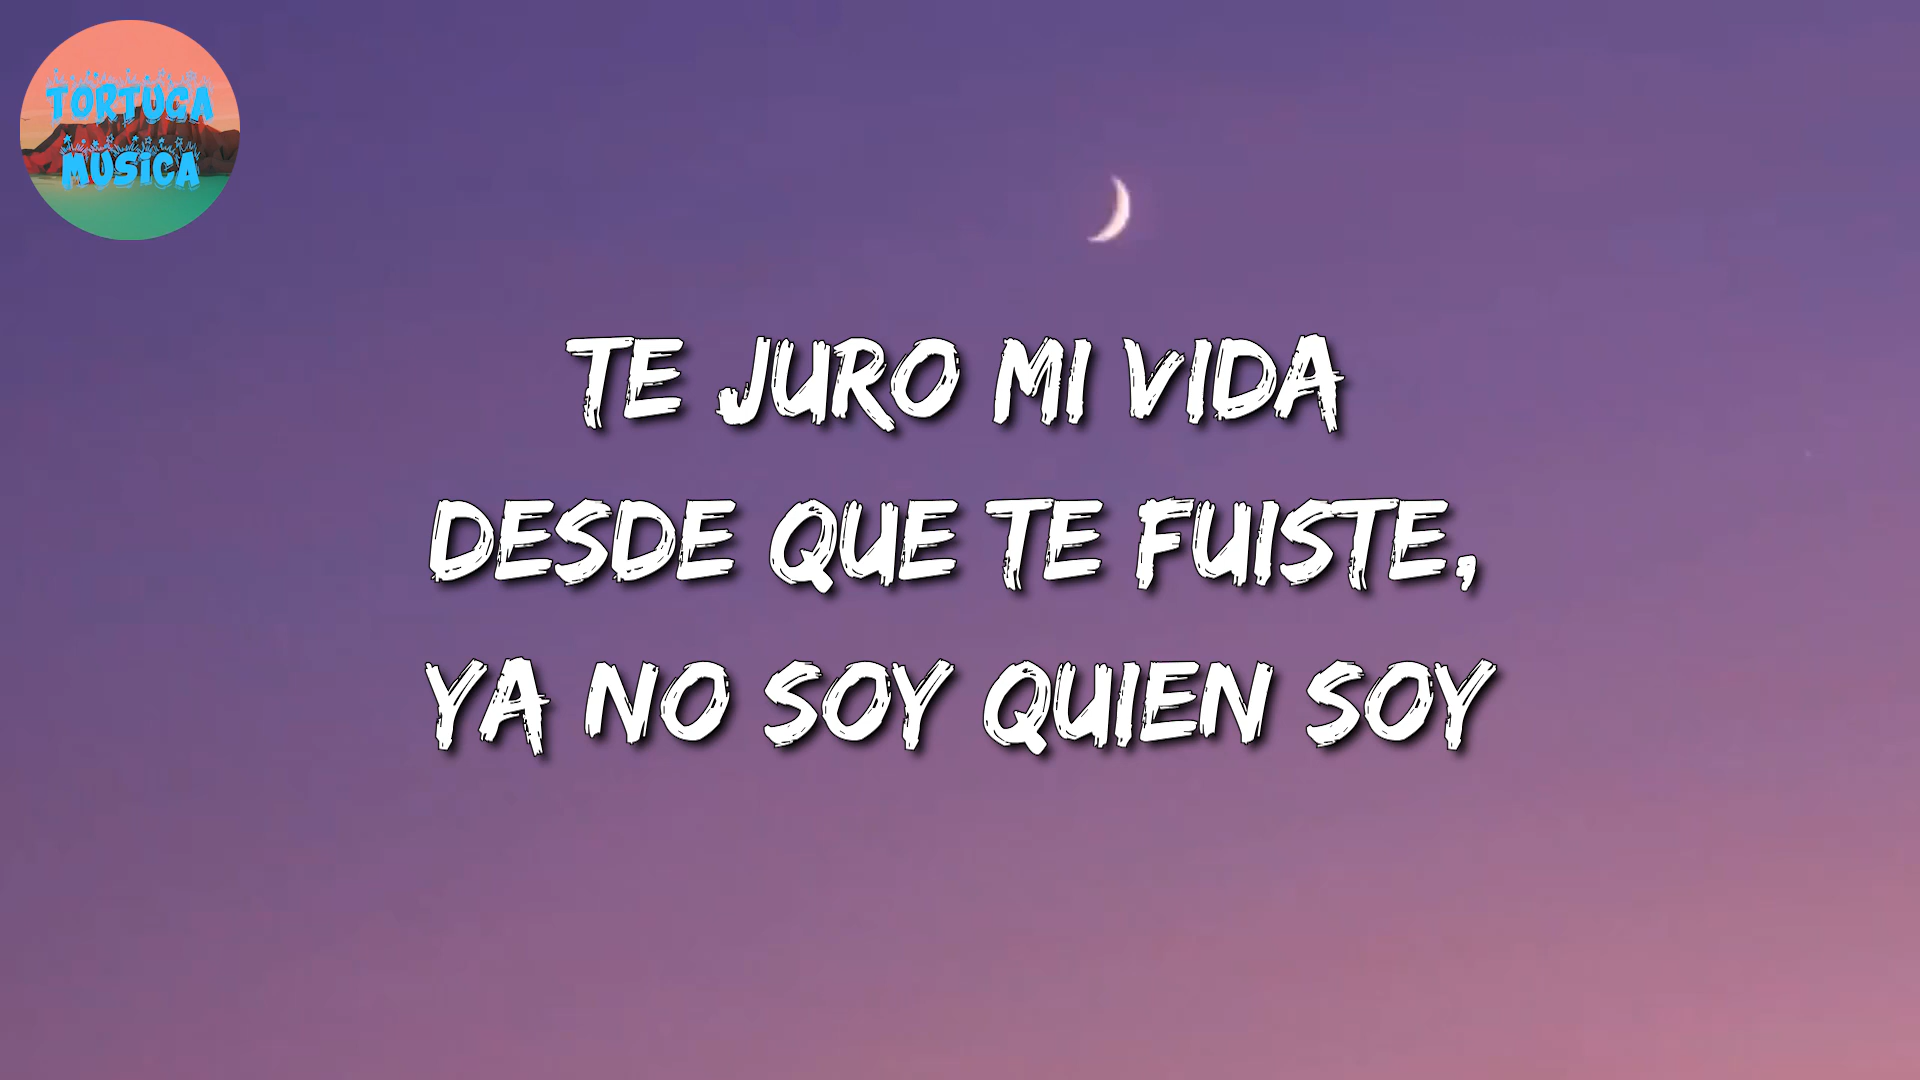 TORTUGA
MUSICA
TE JURO MI VIDA
DESDE QUE TE FUISTE,
YA NO SOY QUIEN SOY